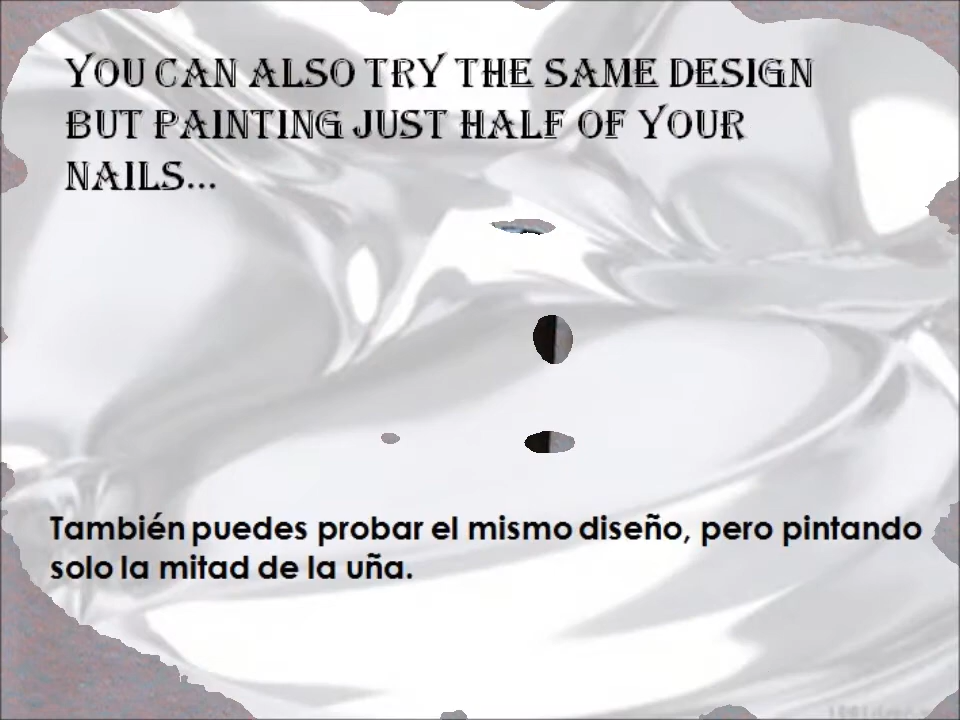 YOU CAN ALSO TRY THE SAME DESIGN
BUT PAINTING JUST HALF OF YOUR
NAILS...
También puedes probar el mismo diseño, pero pintando
solo la mitad de la uña.